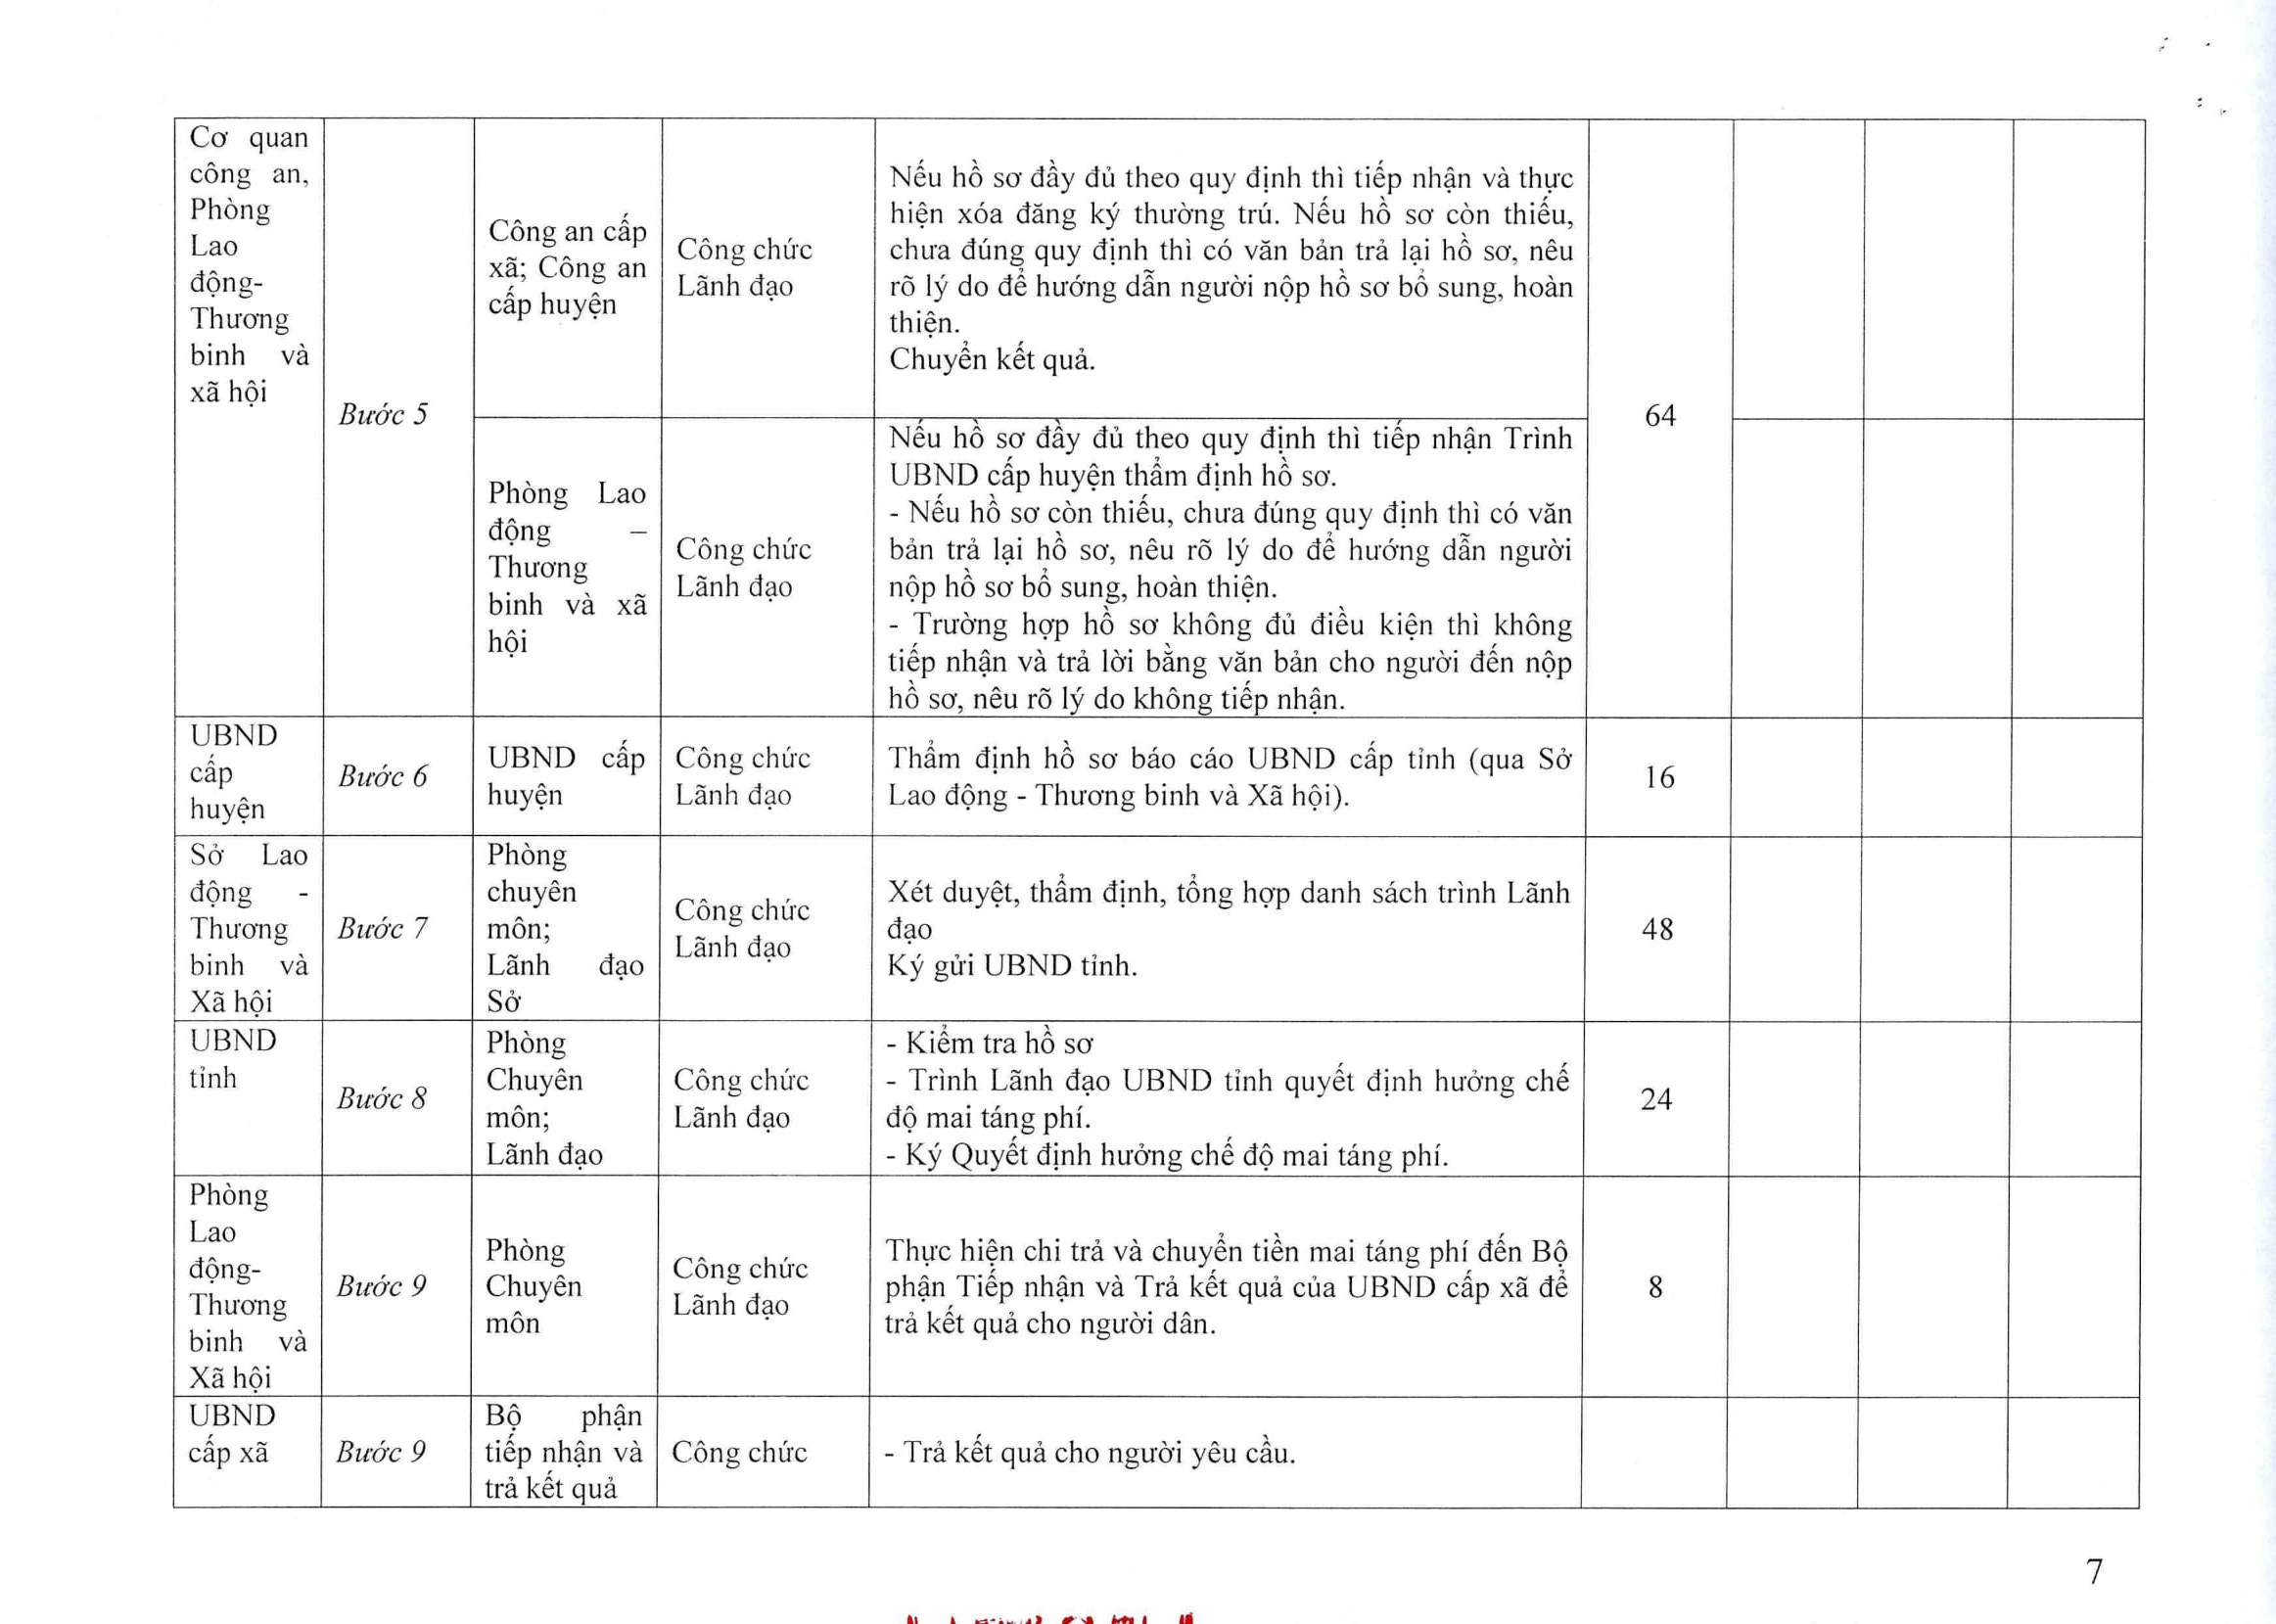 Cơ quan
công an,
Phòng
Lao
động-
Thương
binh và
xã hội
Bước 5
Công an cấp
xã; Công an
cấp huyện
Công chức
Lãnh đạo
Nếu hồ sơ đầy đủ theo quy định thì tiếp nhận và thực
hiện xóa đăng ký thường trú. Nếu hồ sơ còn thiếu,
chưa đúng quy định thì có văn bản trả lại hồ sơ, nêu
rõ lý do để hướng dẫn người nộp hồ sơ bổ sung, hoàn
thiện.
Chuyển kết quả.
64
Phòng Lao
động –
Thương
binh và xã
hội
Công chức
Lãnh đạo
Nếu hồ sơ đầy đủ theo quy định thì tiếp nhận Trình
UBND cấp huyện thẩm định hồ sơ.
- Nếu hồ sơ còn thiếu, chưa đúng quy định thì có văn
bản trả lại hồ sơ, nêu rõ lý do để hướng dẫn người
nộp hồ sơ bổ sung, hoàn thiện.
- Trường hợp hồ sơ không đủ điều kiện thì không
tiếp nhận và trả lời bằng văn bản cho người đến nộp
hồ sơ, nêu rõ lý do không tiếp nhận.
UBND
cấp
huyện
Bước 6
UBND cấp
huyện
Công chức
Lãnh đạo
Thẩm định hồ sơ báo cáo UBND cấp tỉnh (qua Sở
Lao động - Thương binh và Xã hội).
16
Sở Lao
động -
Thương
binh và
Xã hội
Bước 7
Phòng
chuyên
môn;
Lãnh đạo
Sở
Công chức
Lãnh đạo
Xét duyệt, thẩm định, tổng hợp danh sách trình Lãnh
đạo
Ký gửi UBND tỉnh.
48
UBND
tỉnh
Bước 8
Phòng
Chuyên
môn;
Lãnh đạo
Công chức
Lãnh đạo
- Kiểm tra hồ sơ
- Trình Lãnh đạo UBND tỉnh quyết định hưởng chế
độ mai táng phí.
- Ký Quyết định hưởng chế độ mai táng phí.
24
Phòng
Lao
động-
Thương
binh và
Xã hội
Bước 9
Phòng
Chuyên
môn
Công chức
Lãnh đạo
Thực hiện chi trả và chuyển tiền mai táng phí đến Bộ
phận Tiếp nhận và Trả kết quả của UBND cấp xã để
trả kết quả cho người dân.
8
UBND
cấp xã
Bước 9
Bộ phận
tiếp nhận và
trả kết quả
Công chức
- Trả kết quả cho người yêu cầu.
7